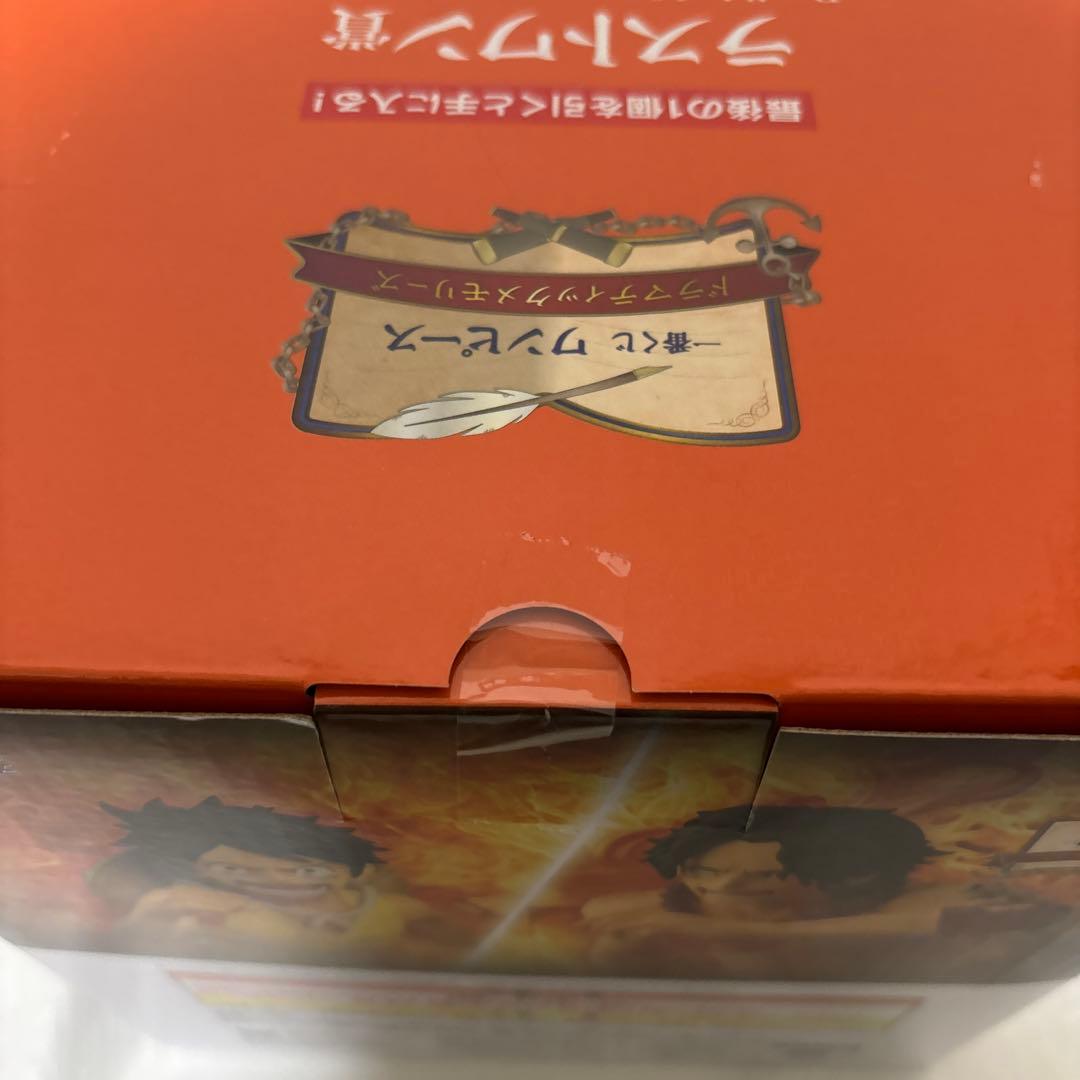 一番くじ ワンピース
ドラマティックメモリーズ
最後の1個を引くと手に入る!
ラストワン賞